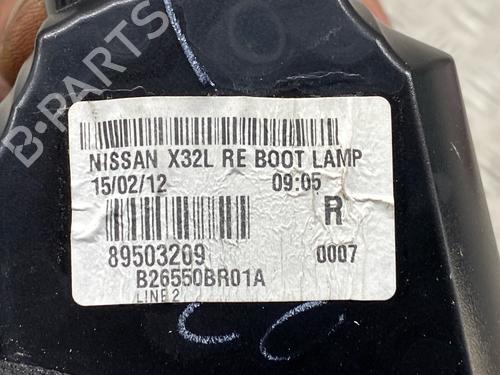 B-PARTS
NISSAN X32L RE BOOT LAMP
15/02/12 09:05
R
89503209 0007
B26550BR01A
LINE 2